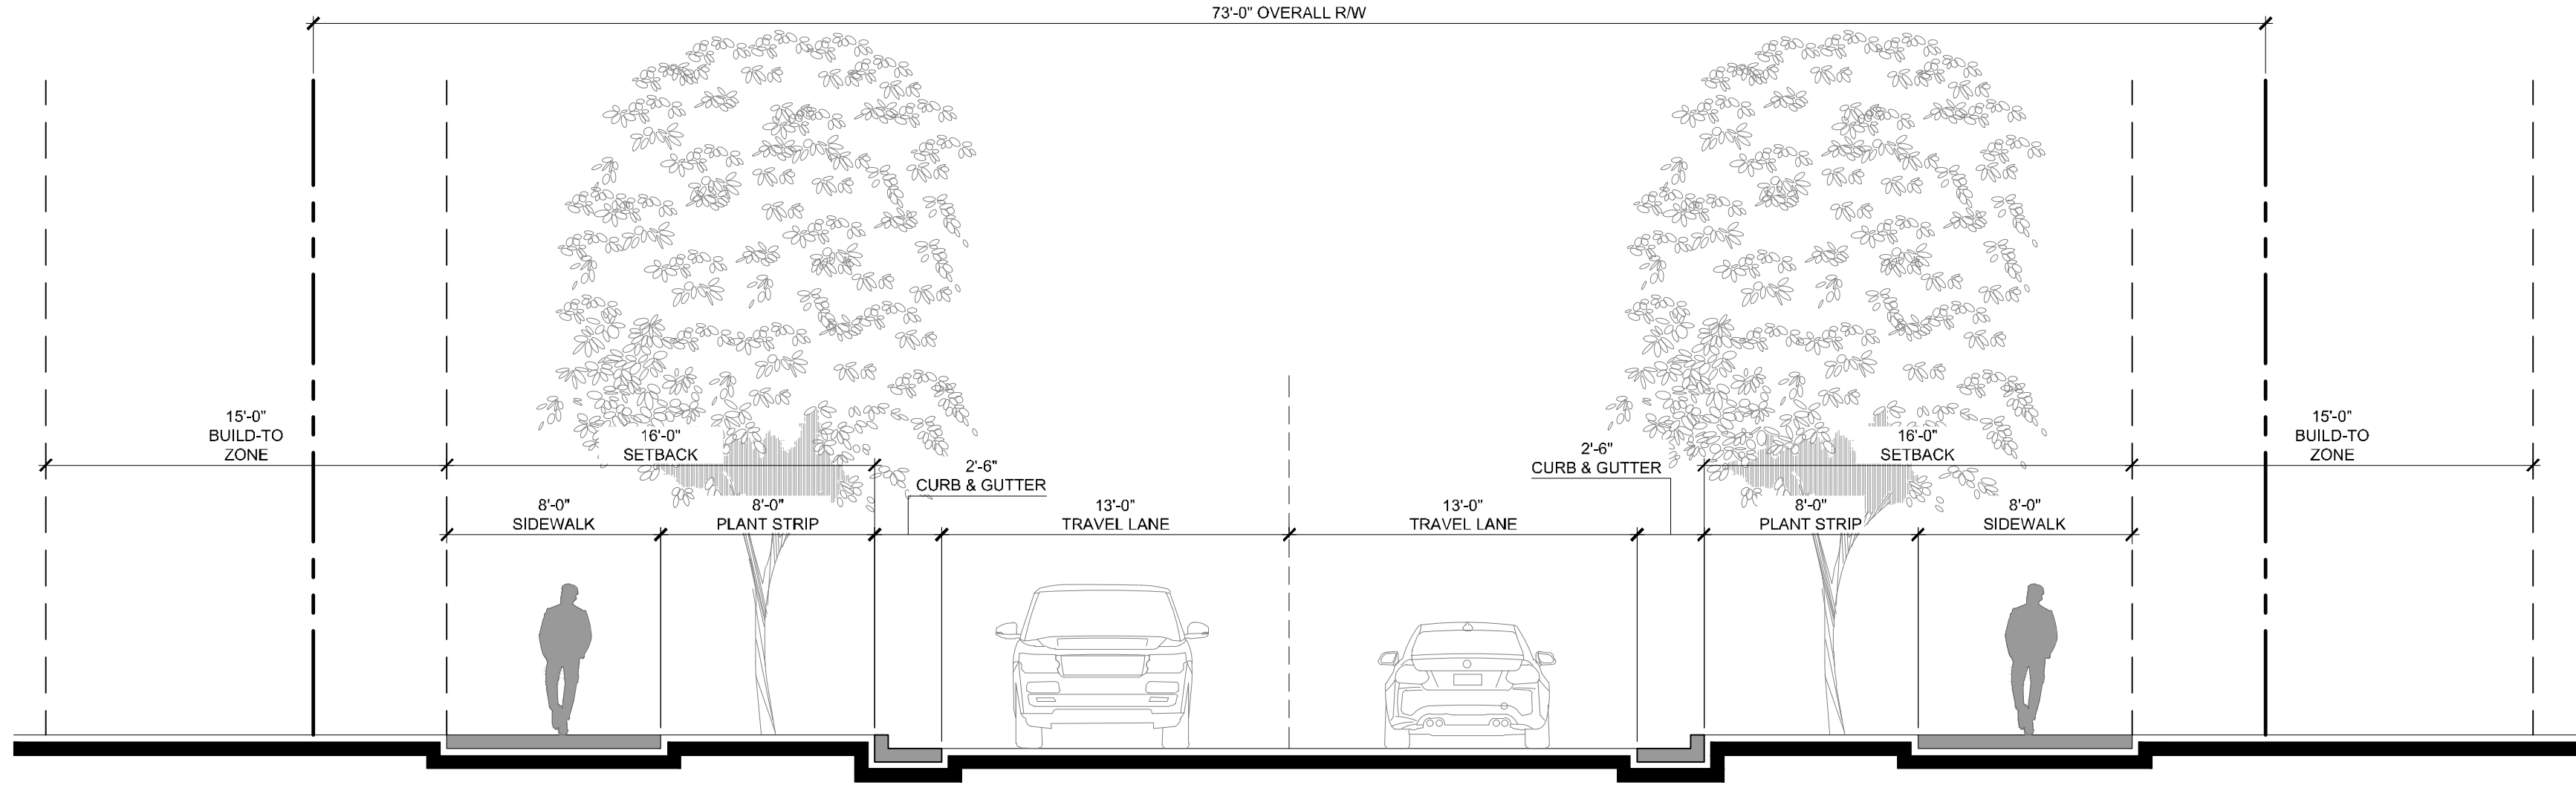 73'-0" OVERALL R/W
15'-0"
BUILD-TO
ZONE
16'-0"
SETBACK
2'-6"
CURB & GUTTER
8'-0"
SIDEWALK
8'-0"
PLANT STRIP
13'-0"
TRAVEL LANE
13'-0"
TRAVEL LANE
2'-6"
CURB & GUTTER
16'-0"
SETBACK
8'-0"
PLANT STRIP
8'-0"
SIDEWALK
15'-0"
BUILD-TO
ZONE